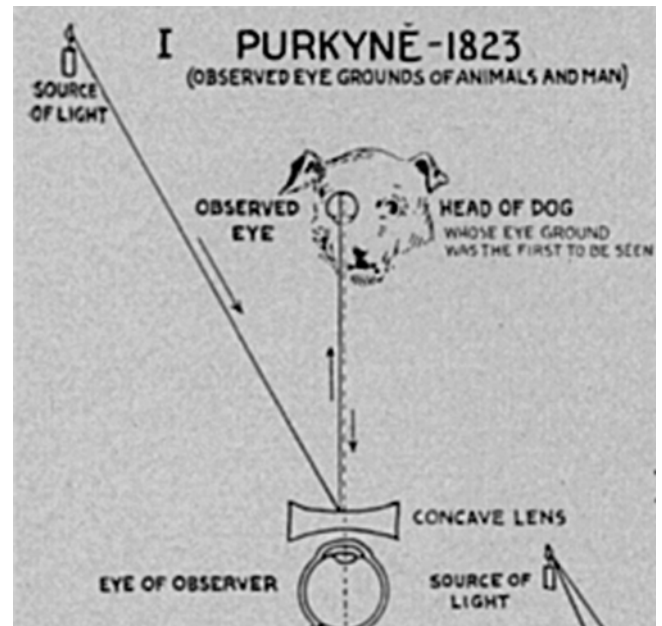 I PURKYNĚ-1823
(OBSERVED EYE GROUNDS OF ANIMALS AND MAN)
SOURCE
OF LIGHT
OBSERVED
EYE
HEAD OF DOG
WHOSE EYE GROUND
WAS THE FIRST TO BE SEEN
CONCAVE LENS
EYE OF OBSERVER
SOURCE OF
LIGHT